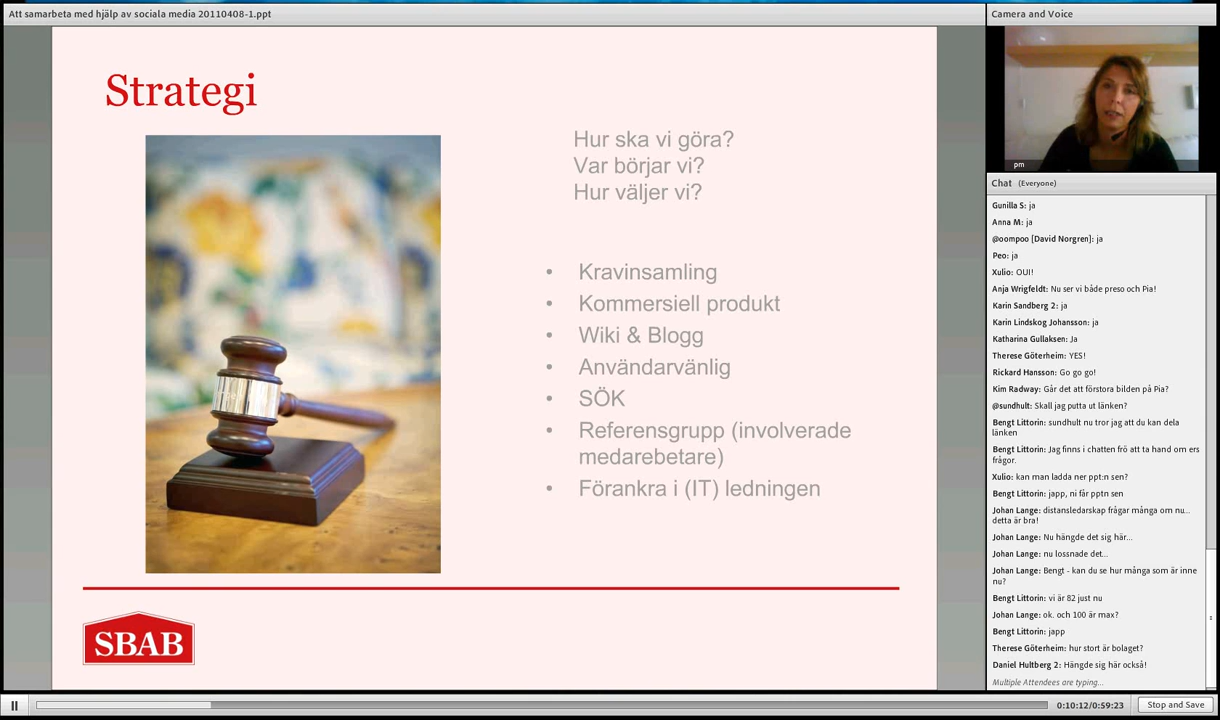 Att samarbeta med hjälp av sociala media 20110408-1.ppt
Strategi
Hur ska vi göra?
Var börjar vi?
Hur väljer vi?
• Kravinsamling
• Kommersiell produkt
• Wiki & Blogg
• Användarvänlig
• SÖK
• Referensgrupp (involverade
medarebetare)
• Förankra i (IT) ledningen
SBAB
Camera and Voice
pm
Chat (Everyone)
Gunilla S: ja
Anna M: ja
@oompoo [David Norgren]: ja
Peo: ja
Xulio: OUI!
Anja Wrigfeldt: Nu ser vi både preso och Pia!
Karin Sandberg 2: ja
Karin Lindskog Johansson: ja
Katharina Gullaksen: Ja
Therese Göterheim: YES!
Rickard Hansson: Go go go!
Kim Radway: Går det att förstora bilden på Pia?
@sundhult: Skall jag putta ut länken?
Bengt Littorin: sundhult nu tror jag att du kan dela
länken
Bengt Littorin: Jag finns i chatten frö att ta hand om ers
frågor.
Xulio: kan man ladda ner ppt:n sen?
Bengt Littorin: japp, ni får pptn sen
Johan Lange: distansledarskap frågar många om nu...
detta är bra!
Johan Lange: Nu hängde det sig här...
Johan Lange: nu lossnade det...
Johan Lange: Bengt - kan du se hur många som är inne
nu?
Bengt Littorin: vi är 82 just nu
Johan Lange: ok. och 100 är max?
Bengt Littorin: japp
Therese Göterheim: hur stort är bolaget?
Daniel Hultberg 2: Hängde sig här också!
Multiple Attendees are typing...
0:10:12/0:59:23
Stop and Save